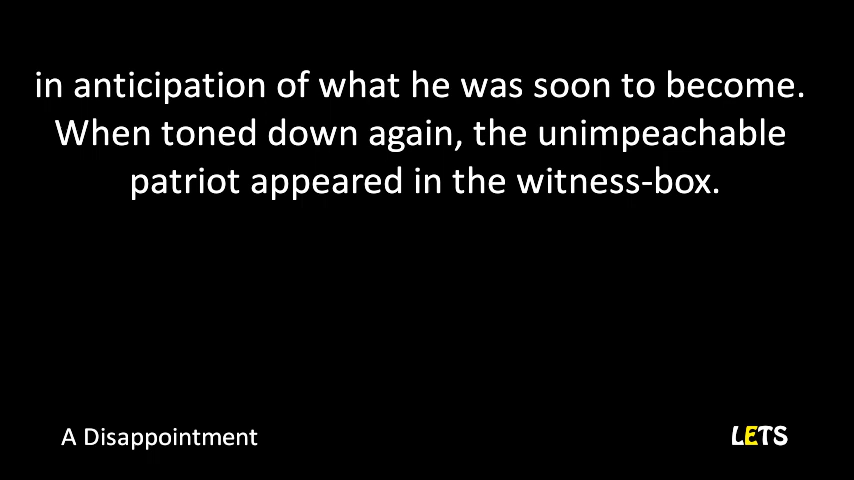 in anticipation of what he was soon to become.
When toned down again, the unimpeachable
patriot appeared in the witness-box.
A Disappointment
LETS